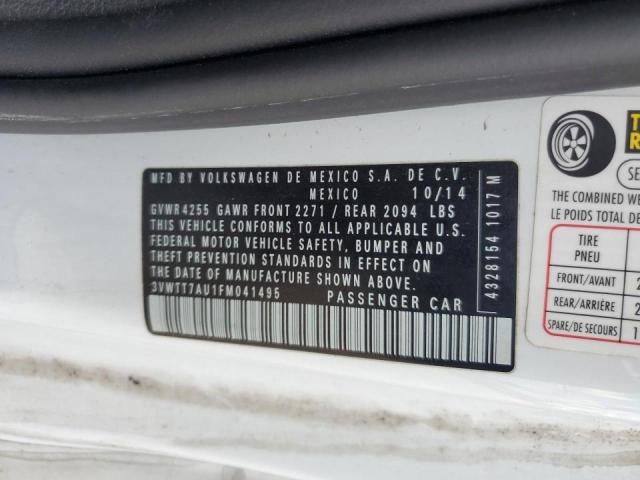 MFD BY VOLKSWAGEN DE MEXICO S.A. DE C.V.
MEXICO 10/14
GVWR 4255 GAWR FRONT 2271 / REAR 2094 LBS
THIS VEHICLE CONFORMS TO ALL APPLICABLE U.S.
FEDERAL MOTOR VEHICLE SAFETY, BUMPER AND
THEFT PREVENTION STANDARDS IN EFFECT ON
THE DATE OF MANUFACTURE SHOWN ABOVE.
3VWTT7AU1FM041495 PASSENGER CAR
4328154 1017 M
THE COMBINED
LE POIDS TOTAL
TIRE
PNEU
FRONT/AVANT 2
REAR/ARRIÈRE 2
SPARE/DE SECOURS 1